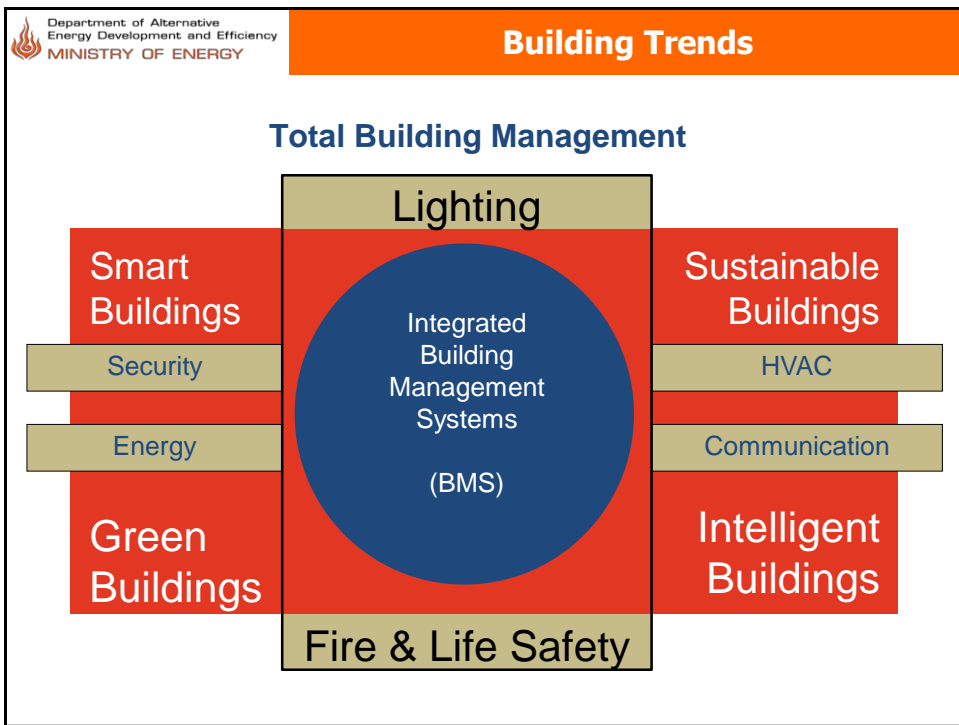 Department of Alternative
Energy Development and Efficiency
MINISTRY OF ENERGY
Building Trends
Total Building Management
Lighting
Smart
Buildings
Sustainable
Buildings
Integrated
Building
Management
Systems
(BMS)
Security
HVAC
Energy
Communication
Green
Buildings
Intelligent
Buildings
Fire & Life Safety